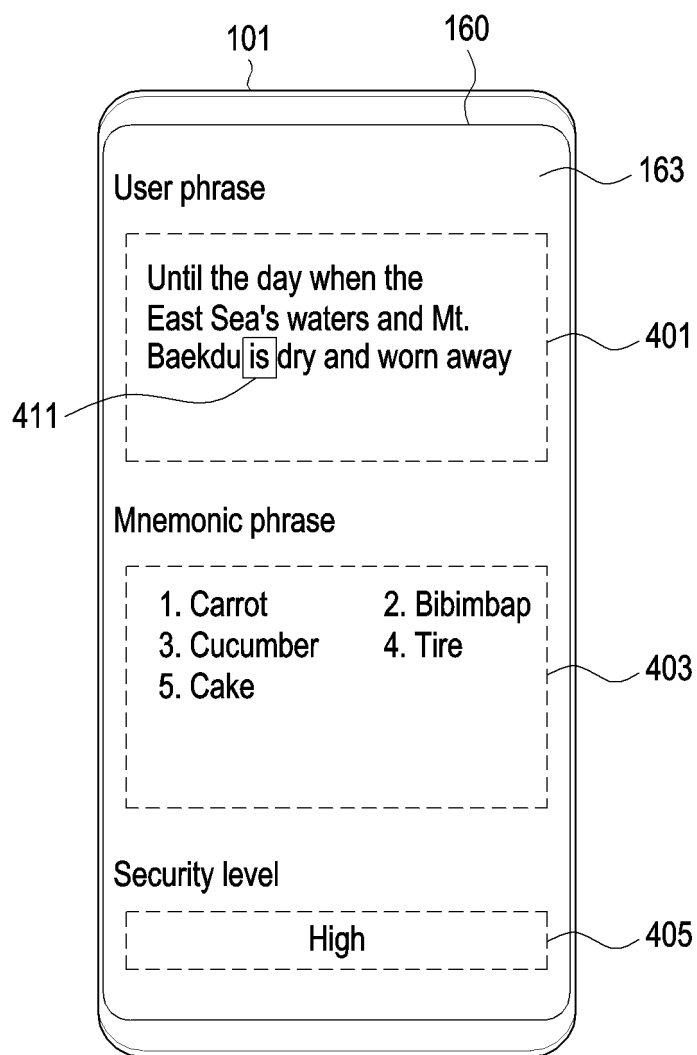 101
160
163
User phrase
Until the day when the
East Sea's waters and Mt.
Baekdu is dry and worn away
401
411
Mnemonic phrase
1. Carrot 2. Bibimbap
3. Cucumber 4. Tire
5. Cake
403
Security level
High
405